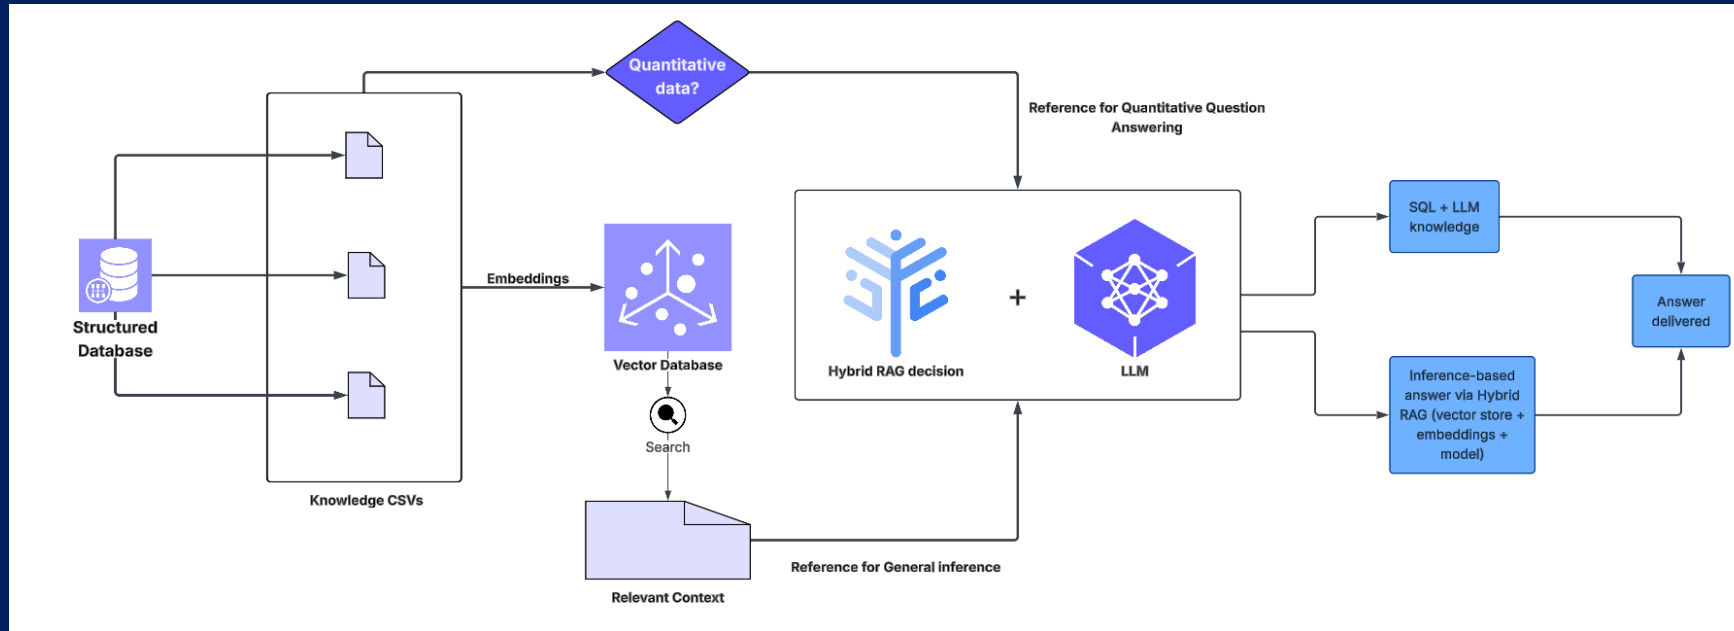 Quantitative
data?
Reference for Quantitative Question
Answering
Structured
Database
Knowledge CSVs
Embeddings
Vector Database
Search
Relevant Context
Reference for General inference
Hybrid RAG decision
+
LLM
SQL + LLM
knowledge
Inference-based
answer via Hybrid
RAG (vector store +
embeddings +
model)
Answer
delivered